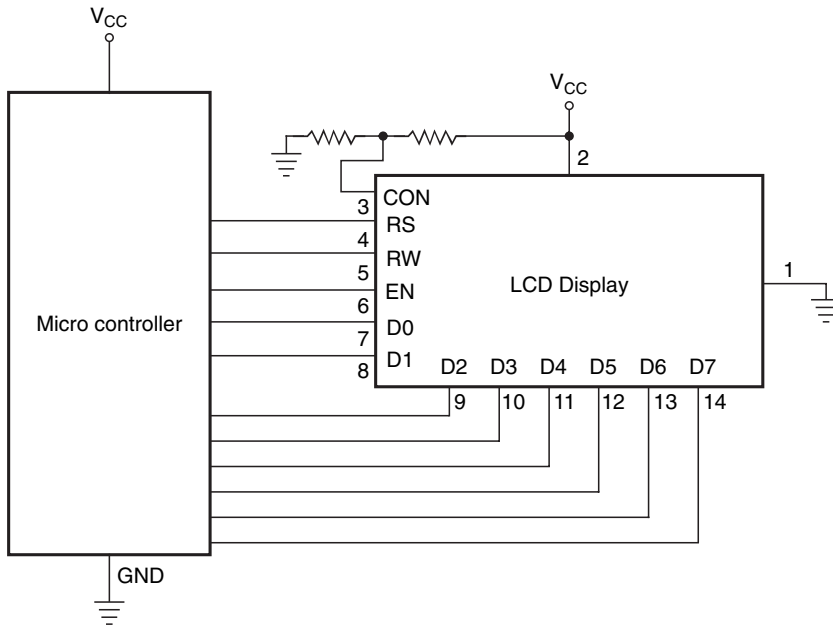 VCC
VCC
2
CON
3
RS
4
RW
5
EN
6
D0
7
D1
8
LCD Display
1
Micro controller
D2 D3 D4 D5 D6 D7
9 10 11 12 13 14
GND